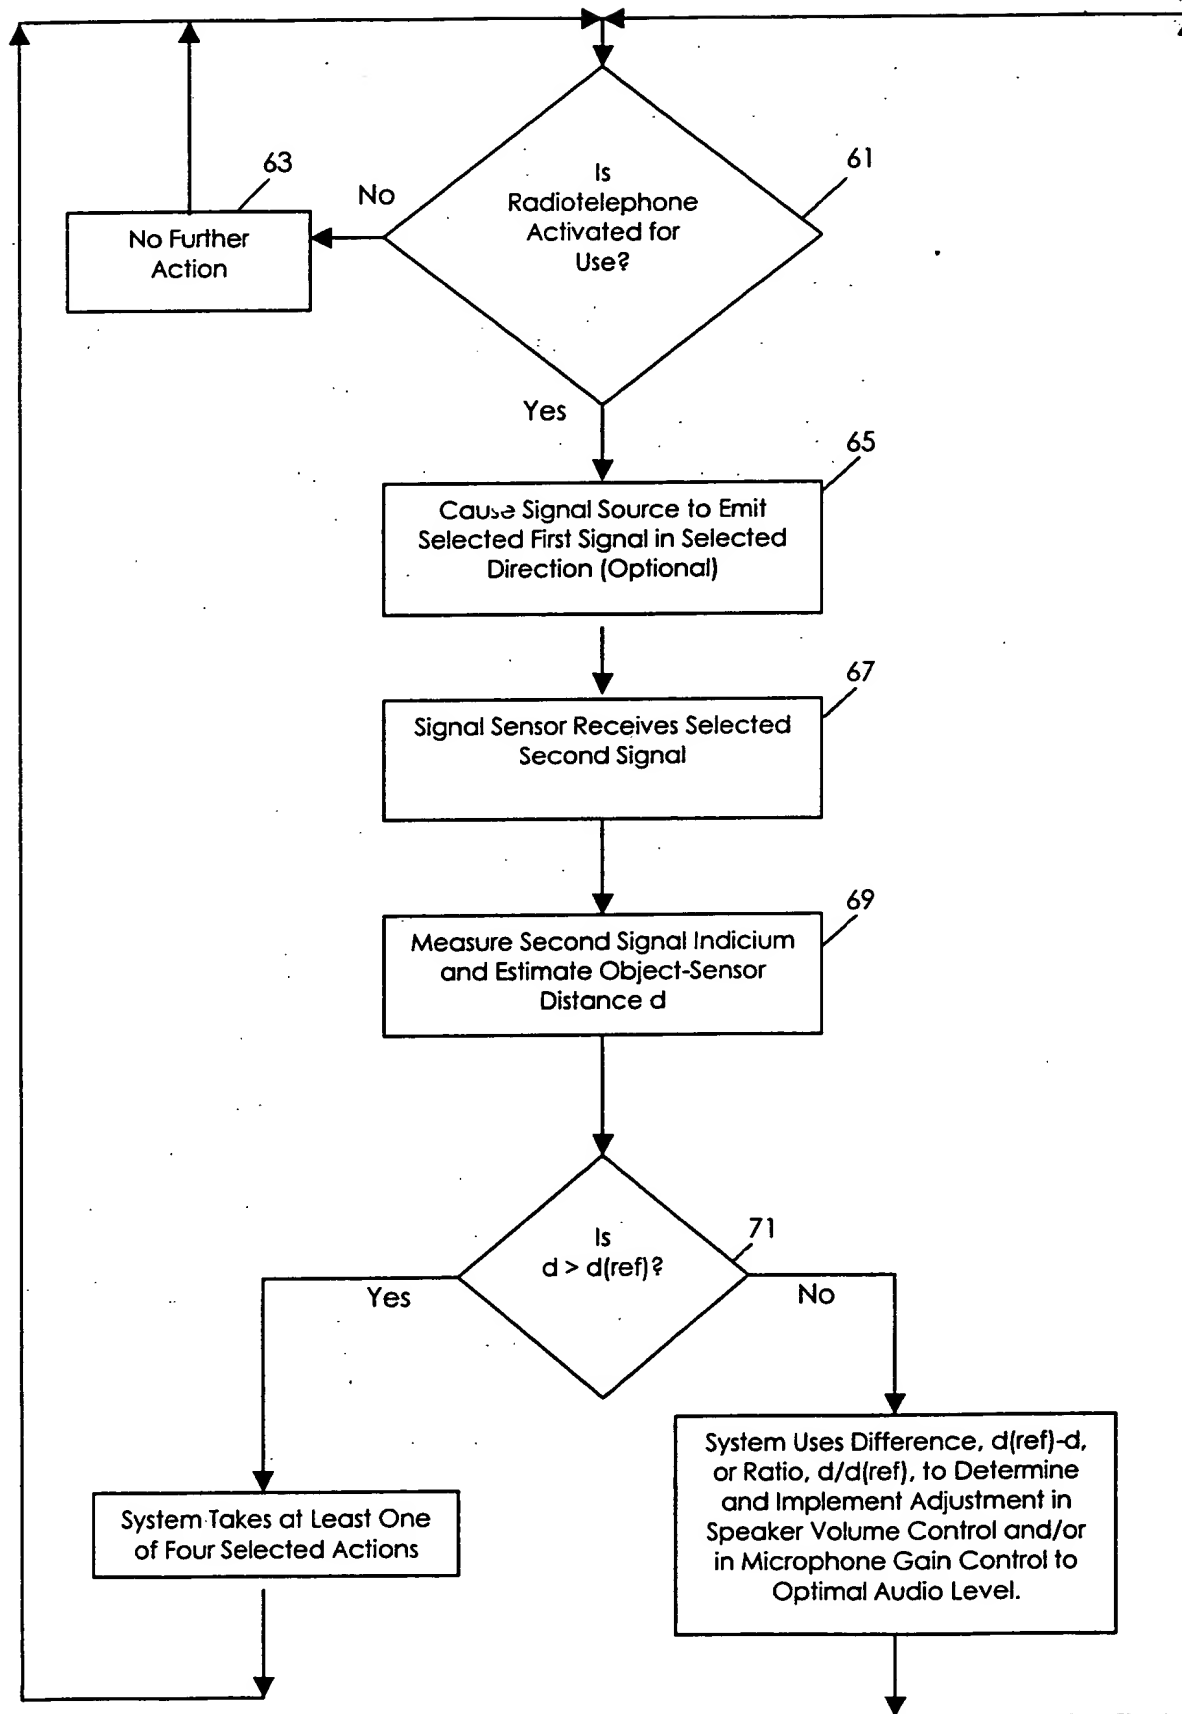 63
No
Is
Radiotelephone
Activated for
Use?
61
No Further
Action
Yes
65
Cause Signal Source to Emit
Selected First Signal in Selected
Direction (Optional)
67
Signal Sensor Receives Selected
Second Signal
69
Measure Second Signal Indicium
and Estimate Object-Sensor
Distance d
71
Is
d > d(ref)?
Yes
No
System Takes at Least One
of Four Selected Actions
System Uses Difference, d(ref)-d,
or Ratio, d/d(ref), to Determine
and Implement Adjustment in
Speaker Volume Control and/or
in Microphone Gain Control to
Optimal Audio Level.